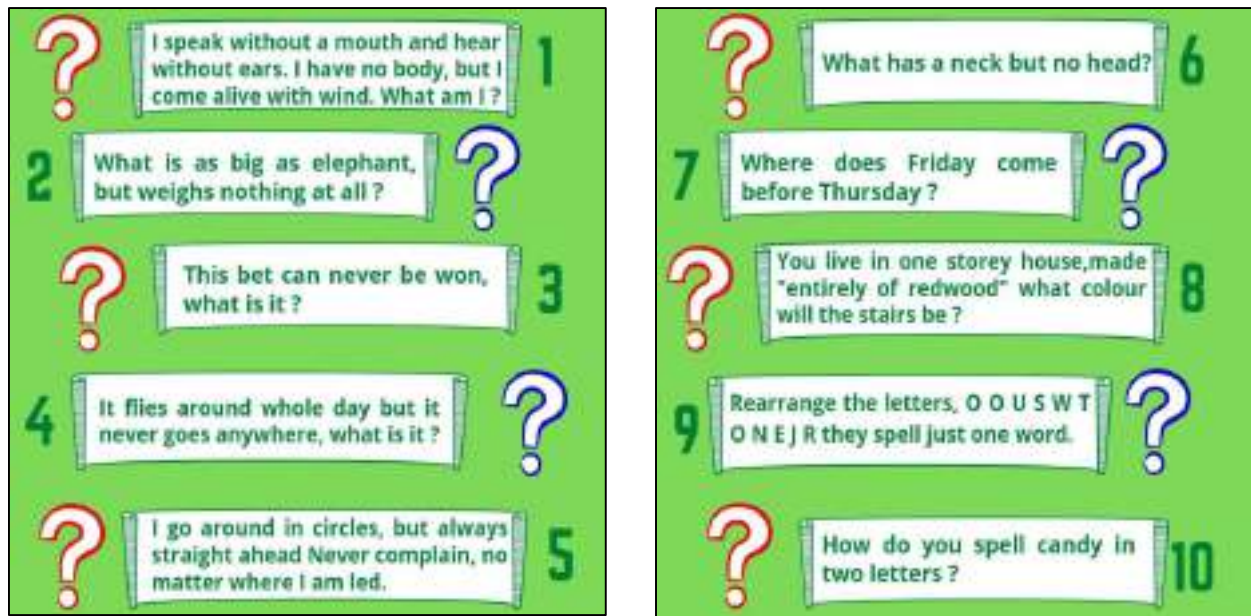 I speak without a mouth and hear
without ears. I have no body, but I
come alive with wind. What am I ?
1
2
What is as big as elephant,
but weighs nothing at all ?
This bet can never be won,
what is it ?
3
4
It flies around whole day but it
never goes anywhere, what is it ?
I go around in circles, but always
straight ahead Never complain, no
matter where I am led.
5
What has a neck but no head?
6
7
Where does Friday come
before Thursday ?
You live in one storey house,made
"entirely of redwood" what colour
will the stairs be ?
8
9
Rearrange the letters, O O U S W T
O N E J R they spell just one word.
How do you spell candy in
two letters ?
10